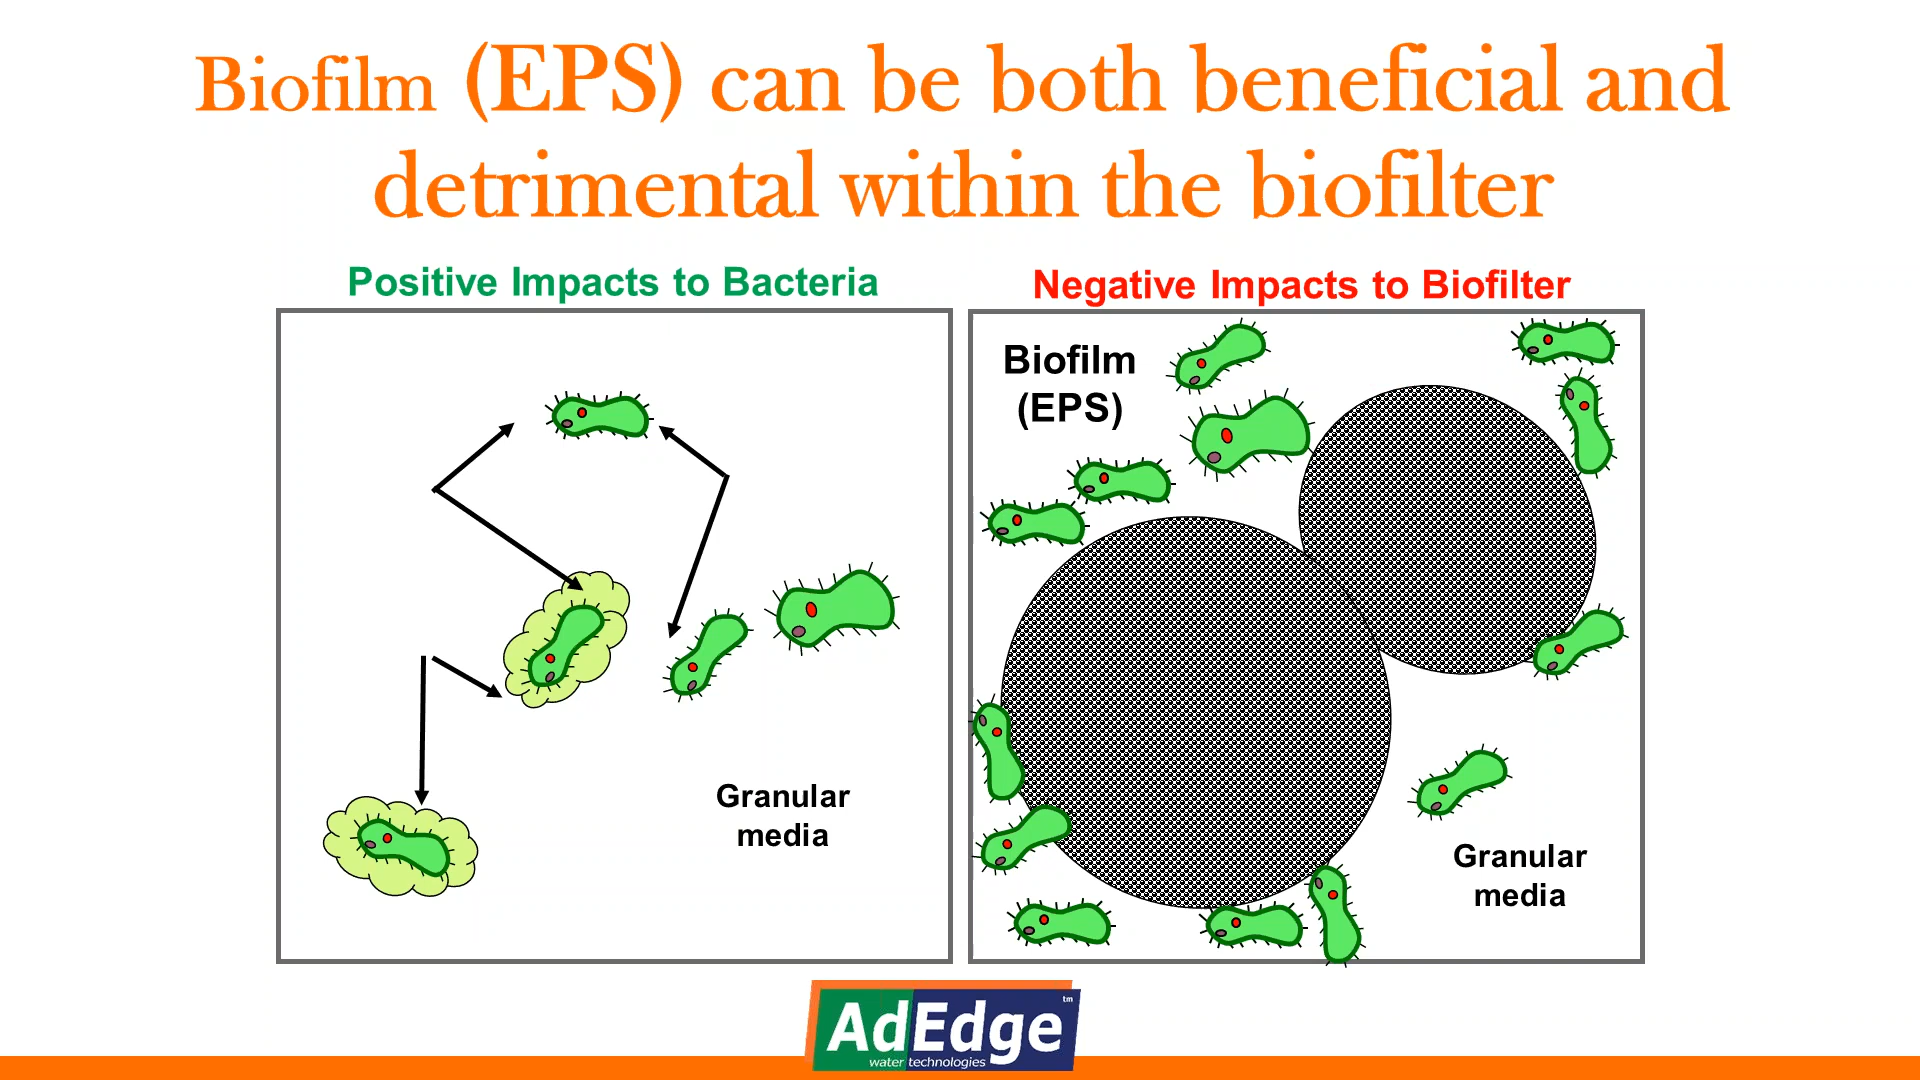 Biofilm (EPS) can be both beneficial and
detrimental within the biofilter
Positive Impacts to Bacteria
Granular
media
Negative Impacts to Biofilter
Biofilm
(EPS)
Granular
media
AdEdge tm
water technologies